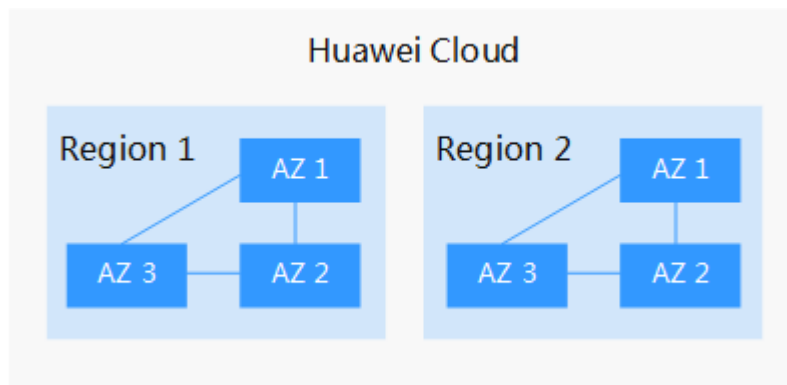 Huawei Cloud
Region 1
AZ 1
AZ 3
AZ 2
Region 2
AZ 1
AZ 3
AZ 2